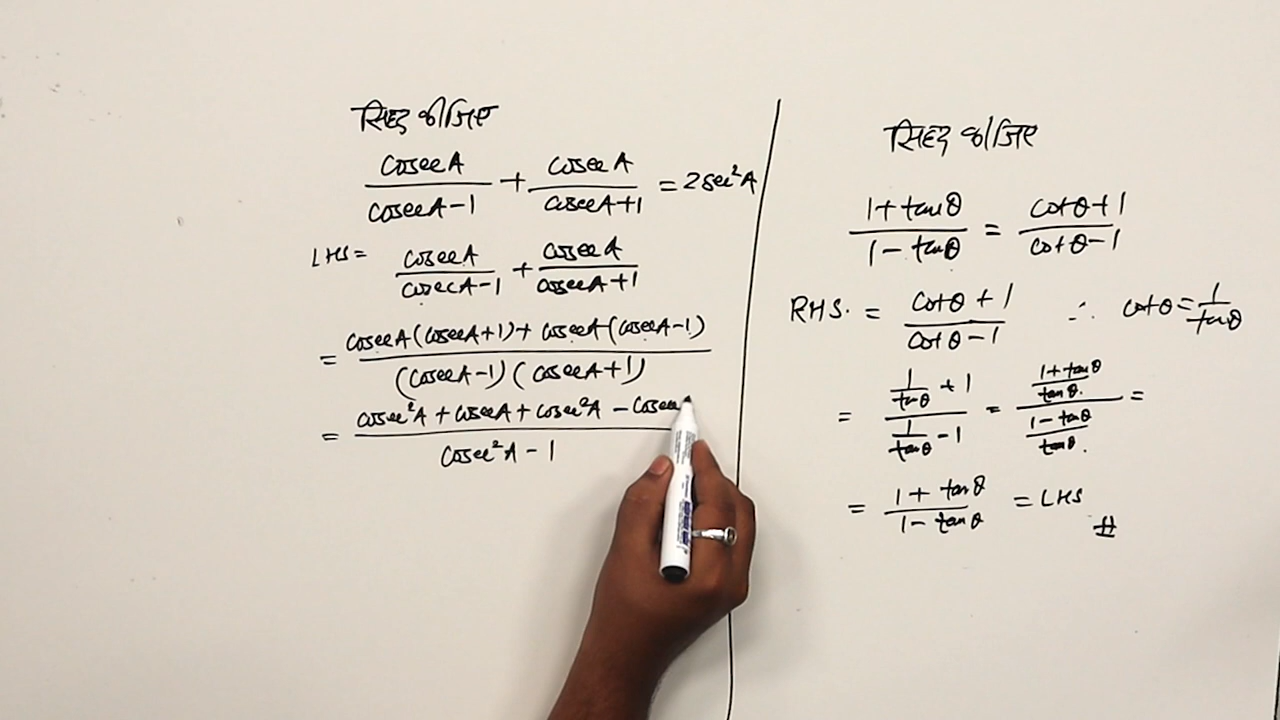 सिद्ध कीजिए
cosecA/cosecA-1 + cosecA/cosecA+1 = 2sec²A
LHS = cosecA/cosecA-1 + cosecA/cosecA+1
= cosecA(cosecA+1)+cosecA(cosecA-1)/(cosecA-1)(cosecA+1)
= cosec²A + cosecA + cosec²A - cosec/cosec²A - 1
सिद्ध कीजिए
1+tanθ/1-tanθ = cotθ+1/cotθ-1
RHS. = cotθ+1/cotθ-1 ∴ cotθ = 1/tanθ
= 1/tanθ + 1/1/tanθ - 1 = 1+tanθ/tanθ./1-tanθ/tanθ. =
= 1+tanθ/1-tanθ = LHS
#